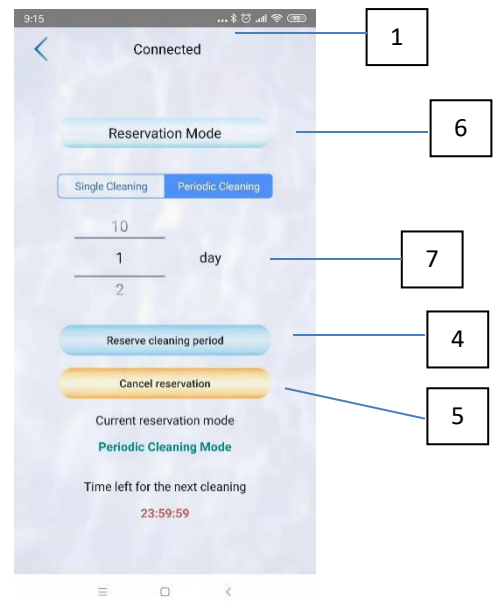 9:15
Connected
1
Reservation Mode
6
Single Cleaning Periodic Cleaning
10
1 day
7
2
Reserve cleaning period
4
Cancel reservation
5
Current reservation mode
Periodic Cleaning Mode
Time left for the next cleaning
23:59:59